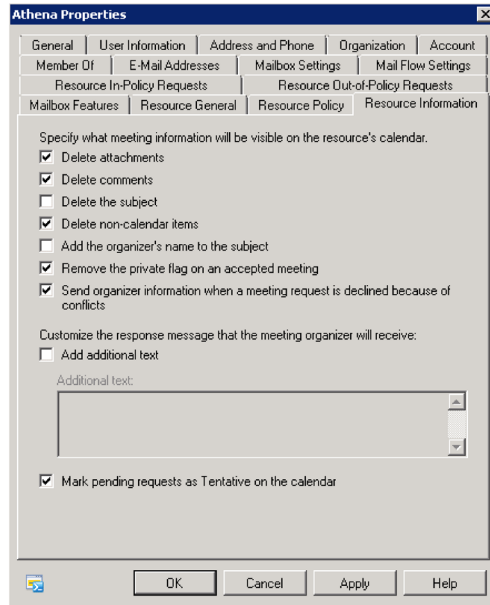 Athena Properties
General User Information Address and Phone Organization Account
Member Of E-Mail Addresses Mailbox Settings Mail Flow Settings
Resource In-Policy Requests Resource Out-of-Policy Requests
Mailbox Features Resource General Resource Policy Resource Information
Specify what meeting information will be visible on the resource's calendar.
Delete attachments
Delete comments
Delete the subject
Delete non-calendar items
Add the organizer's name to the subject
Remove the private flag on an accepted meeting
Send organizer information when a meeting request is declined because of
conflicts
Customize the response message that the meeting organizer will receive:
Add additional text
Additional text:
Mark pending requests as Tentative on the calendar
OK Cancel Apply Help